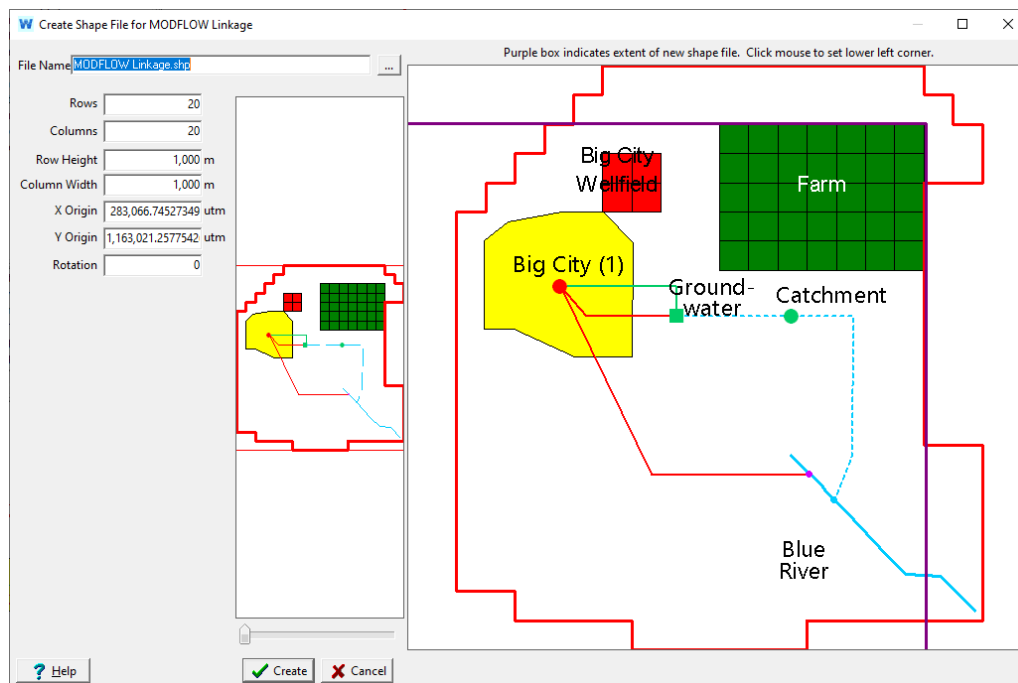 Create Shape File for MODFLOW Linkage
Purple box indicates extent of new shape file. Click mouse to set lower left corner.
File Name MODFLOW Linkage.shp ...
Rows 20
Columns 20
Row Height 1,000 m
Column Width 1,000 m
X Origin 283,066.74527349 utm
Y Origin 1,163,021.2577542 utm
Rotation 0
Big City
Wellfield
Farm
Big City (1)
Ground-
water
Catchment
Blue
River
? Help
Create
Cancel